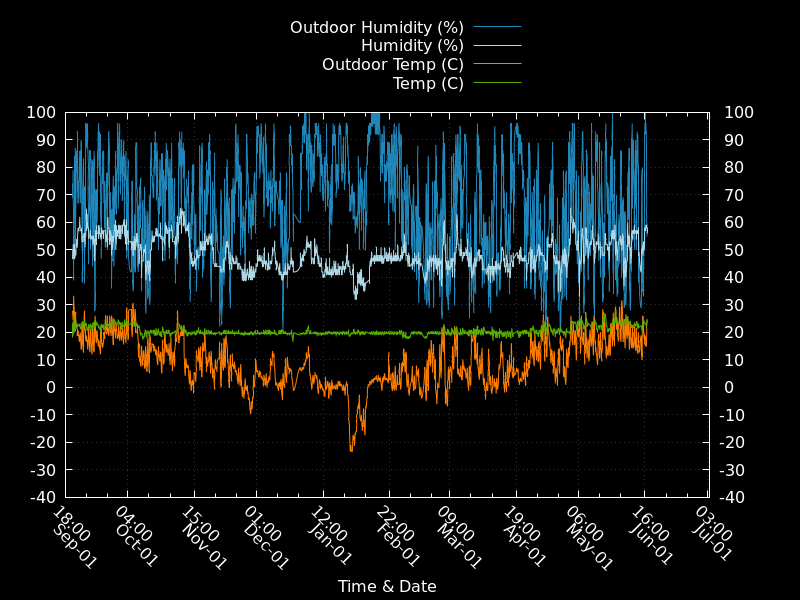 Outdoor Humidity (%)
Humidity (%)
Outdoor Temp (C)
Temp (C)
100 100
90 90
80 80
70 70
60 60
50 50
40 40
30 30
20 20
10 10
0 0
-10 -10
-20 -20
-30 -30
-40 -40
18:00 04:00 15:00 01:00 12:00 22:00 09:00 19:00 06:00 16:00 03:00
Sep-01 Oct-01 Nov-01 Dec-01 Jan-01 Feb-01 Mar-01 Apr-01 May-01 Jun-01 Jul-01
Time & Date